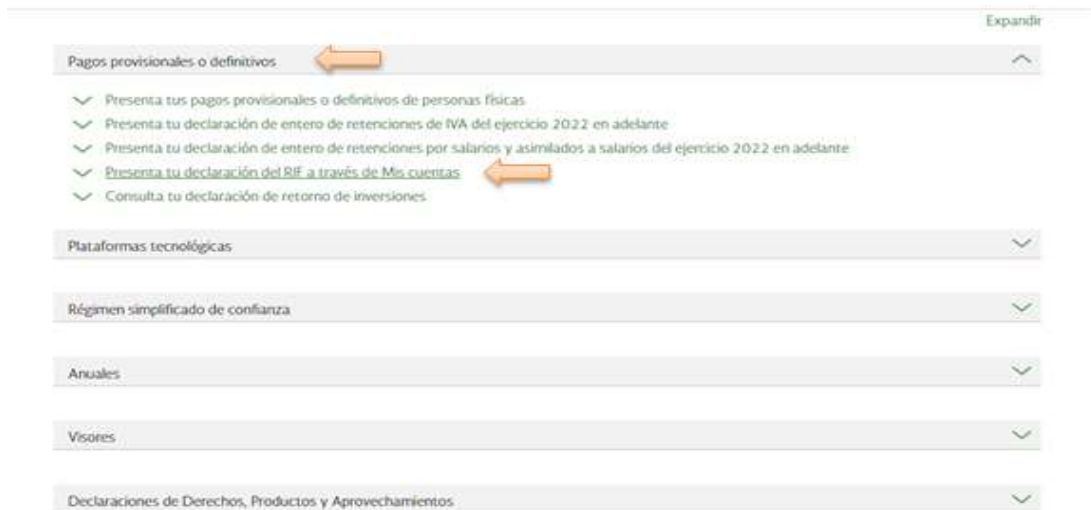 Expandir
Pagos provisionales o definitivos
Presenta tus pagos provisionales o definitivos de personas físicas
Presenta tu declaración de entero de retenciones de IVA del ejercicio 2022 en adelante
Presenta tu declaración de entero de retenciones por salarios y asimilados a salarios del ejercicio 2022 en adelante
Presenta tu declaración del RIF a través de Mis cuentas
Consulta tu declaración de retorno de inversiones
Plataformas tecnológicas
Régimen simplificado de confianza
Anuales
Visores
Declaraciones de Derechos, Productos y Aprovechamientos